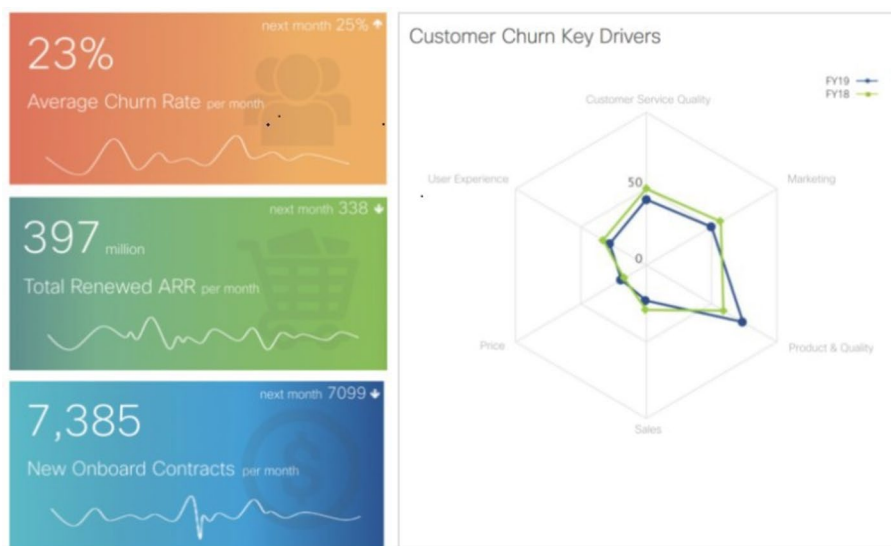 next month 25%
23%
Average Churn Rate per month
next month 338
397 million
Total Renewed ARR per month
next month 7099
7,385
New Onboard Contracts per month
Customer Churn Key Drivers
FY19
FY18
Customer Service Quality
User Experience
Marketing
50
0
Price
Product & Quality
Sales